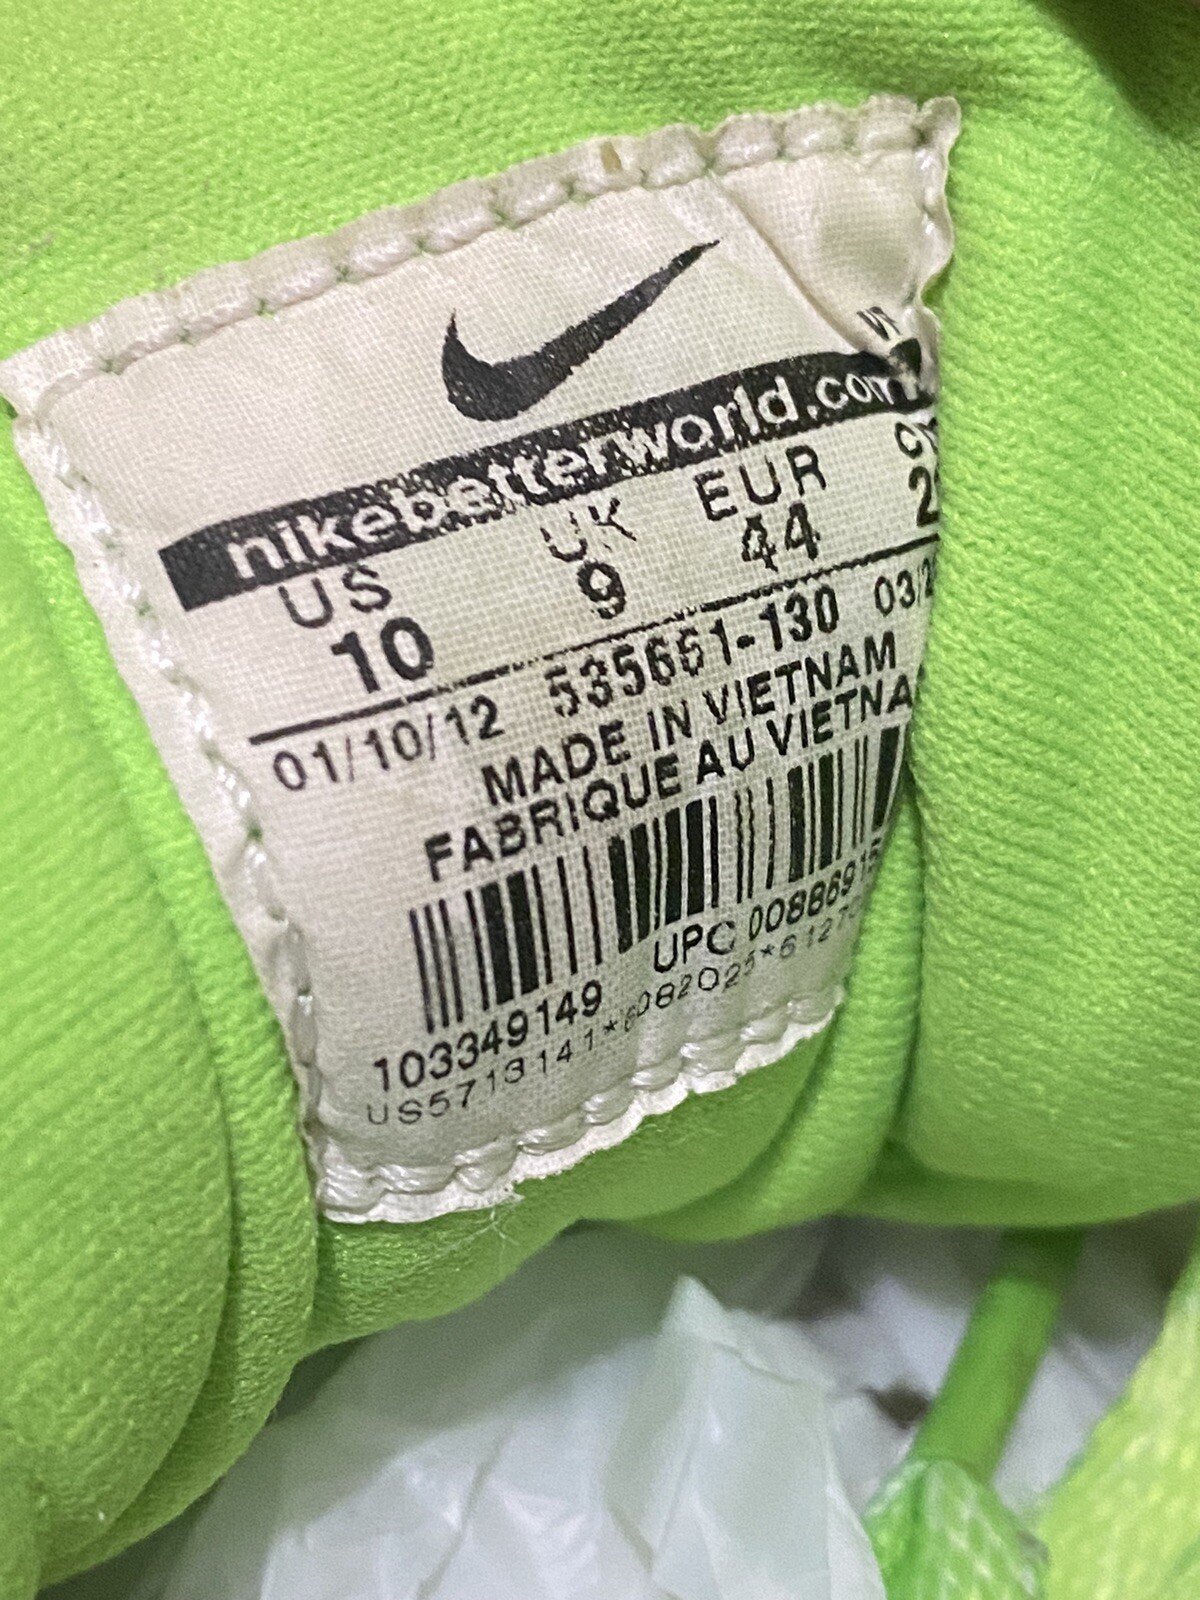 nikebetterworld.com
US UK EUR
10 9 44
01/10/12 535661-130
MADE IN VIETNAM
FABRIQUE AU VIETNA
UPC
103349149